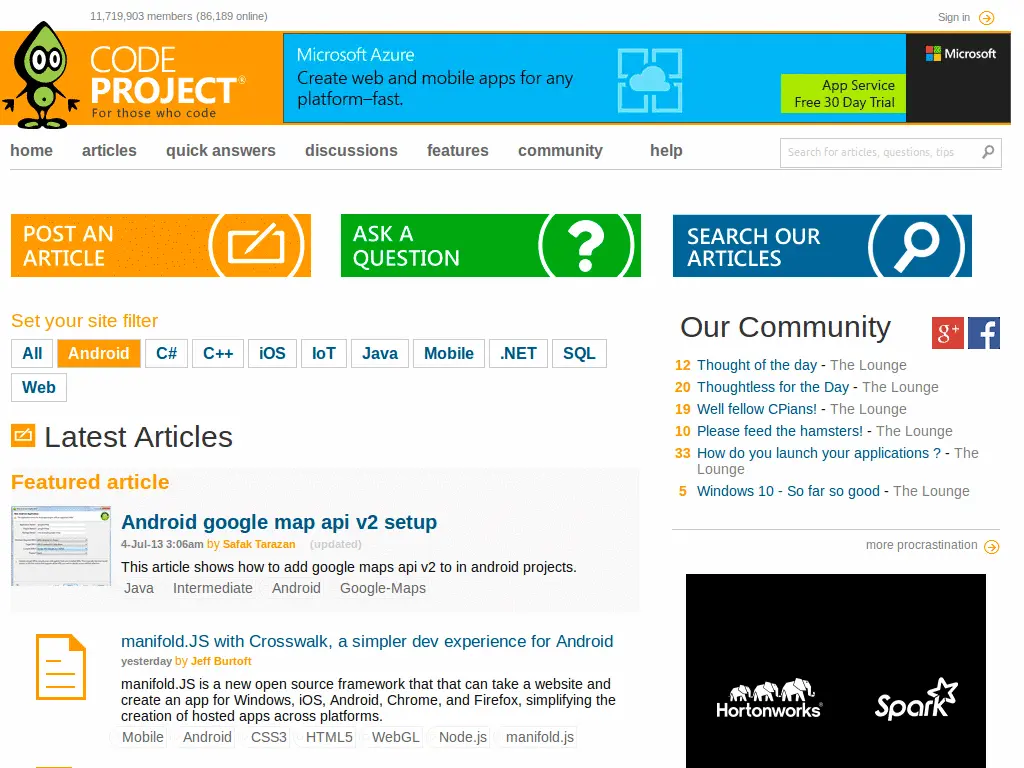 11,719,903 members (86,189 online)
Sign in
CODE
PROJECT®
For those who code
Microsoft Azure
Create web and mobile apps for any
platform–fast.
App Service
Free 30 Day Trial
Microsoft
home articles quick answers discussions features community help
Search for articles, questions, tips
POST AN
ARTICLE
ASK A
QUESTION
?
SEARCH OUR
ARTICLES
Set your site filter
All Android C# C++ iOS IoT Java Mobile .NET SQL
Web
Latest Articles
Featured article
Android google map api v2 setup
4-Jul-13 3:06am by Safak Tarazan (updated)
This article shows how to add google maps api v2 to in android projects.
Java Intermediate Android Google-Maps
manifold.JS with Crosswalk, a simpler dev experience for Android
yesterday by Jeff Burtoft
manifold.JS is a new open source framework that that can take a website and
create an app for Windows, iOS, Android, Chrome, and Firefox, simplifying the
creation of hosted apps across platforms.
Mobile Android CSS3 HTML5 WebGL Node.js manifold.js
Our Community
g+ f
12 Thought of the day - The Lounge
20 Thoughtless for the Day - The Lounge
19 Well fellow CPians! - The Lounge
10 Please feed the hamsters! - The Lounge
33 How do you launch your applications ? - The
Lounge
5 Windows 10 - So far so good - The Lounge
more procrastination
Hortonworks
Spark